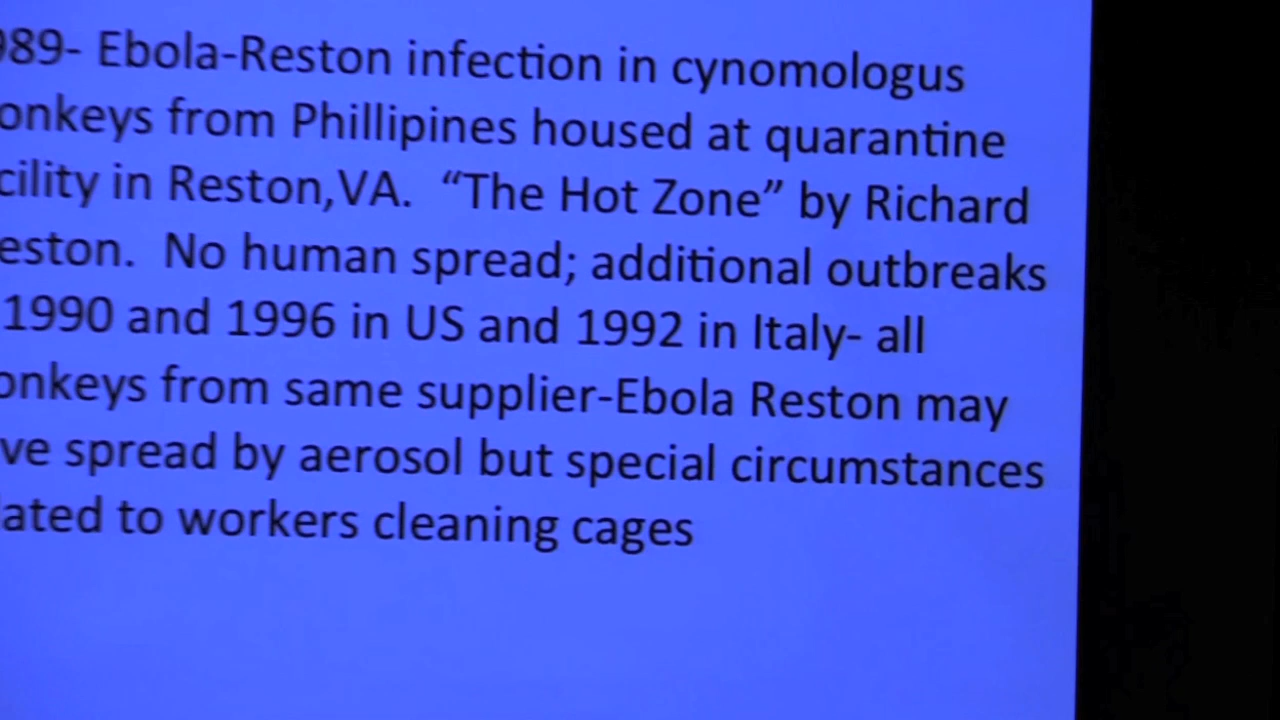 989- Ebola-Reston infection in cynomologus
onkeys from Phillipines housed at quarantine
cility in Reston,VA.  “The Hot Zone” by Richard
eston.  No human spread; additional outbreaks
1990 and 1996 in US and 1992 in Italy- all
onkeys from same supplier-Ebola Reston may
ve spread by aerosol but special circumstances
lated to workers cleaning cages